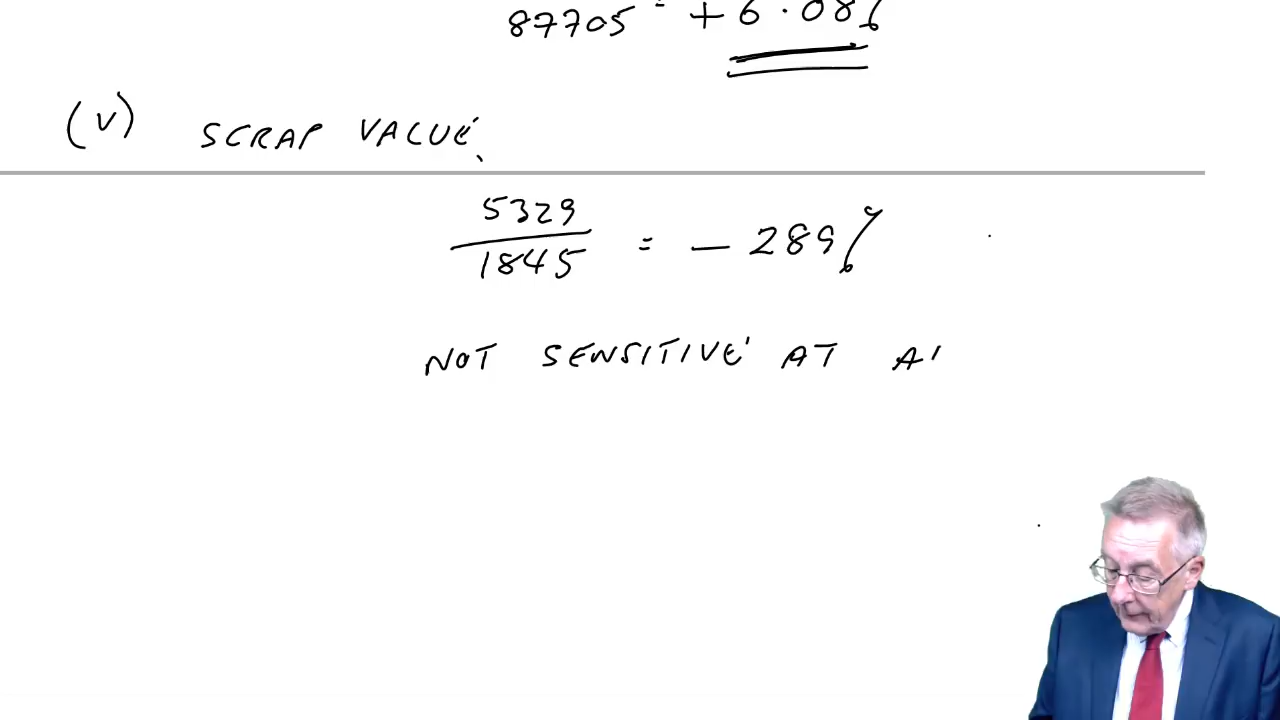 87705 = + 6.08%
(V) SCRAP VALUE.
5329
1845 = - 289%
NOT SENSITIVE AT A